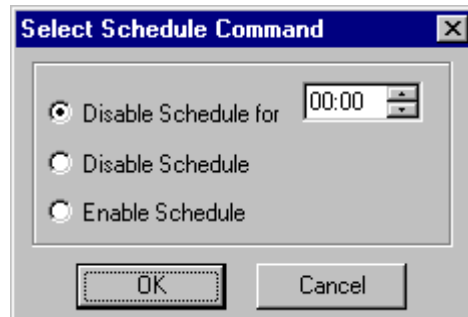 Select Schedule Command
Disable Schedule for 00:00
Disable Schedule
Enable Schedule
OK Cancel